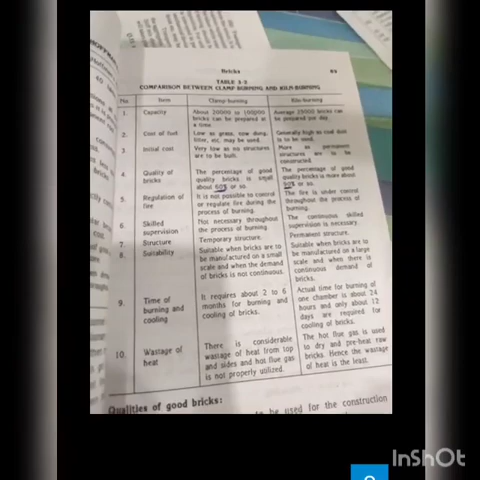 Bricks
TABLE 3-3
COMPARISON BETWEEN CLAMP-BURNING AND KILN-BURNING
No. Item Clamp-burning Kiln-burning
1. Capacity About 20000 to 100000 bricks can be prepared at a time. Average 25000 bricks can be prepared per day.
2. Cost of fuel Low as grass, cow dung, litter, etc. may be used. Generally high as coal dust is to be used.
3. Initial cost Very low as no structures are to be built. More as permanent structures are to be constructed.
4. Quality of bricks The percentage of good quality bricks is small about 60% or so. The percentage of good quality bricks is more about 90% or so.
5. Regulation of fire It is not possible to control or regulate fire during the process of burning. The fire is under control throughout the process of burning.
6. Skilled supervision Not necessary throughout the process of burning. The continuous skilled supervision is necessary.
7. Structure Temporary structure. Permanent structure.
8. Suitability Suitable when bricks are to be manufactured on a small scale and when the demand of bricks is not continuous. Suitable when bricks are to be manufactured on a large scale and when there is continuous demand of bricks.
9. Time of burning and cooling It requires about 2 to 6 months for burning and cooling of bricks. Actual time for burning of one chamber is about 24 hours and only about 12 days are required for cooling of bricks.
10. Wastage of heat There is considerable wastage of heat from top and sides and hot flue gas is not properly utilized. The hot flue gas is used to dry and pre-heat raw bricks. Hence the wastage of heat is the least.
Qualities of good bricks:
to be used for the construction
InShOt